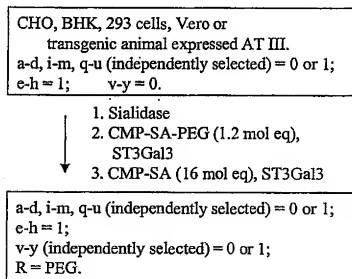 CHO, BHK, 293 cells, Vero or
transgenic animal expressed AT III.
a-d, i-m, q-u (independently selected) = 0 or 1;
e-h = 1; v-y = 0.
1. Sialidase
2. CMP-SA-PEG (1.2 mol eq),
ST3Gal3
3. CMP-SA (16 mol eq), ST3Gal3
a-d, i-m, q-u (independently selected) = 0 or 1;
e-h = 1;
v-y (independently selected) = 0 or 1;
R = PEG.